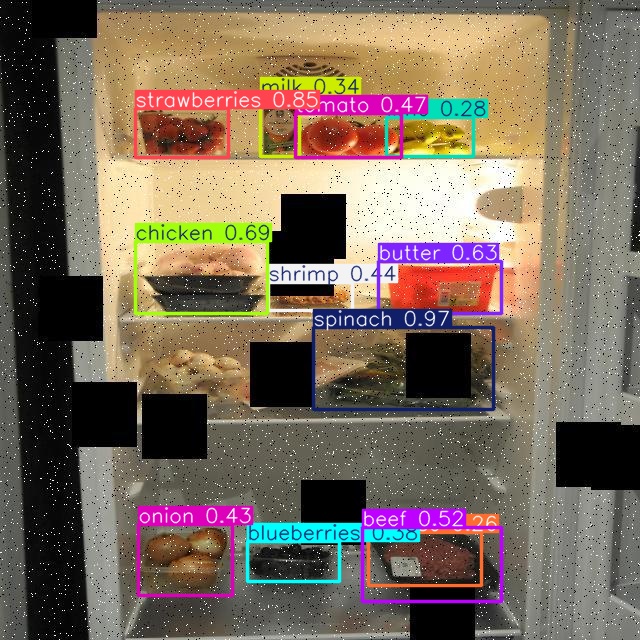 milk 0.34
strawberries 0.85
tomato 0.47
0.28
chicken 0.69
butter 0.63
shrimp 0.44
spinach 0.97
onion 0.43
beef 0.52
blueberries 0.38